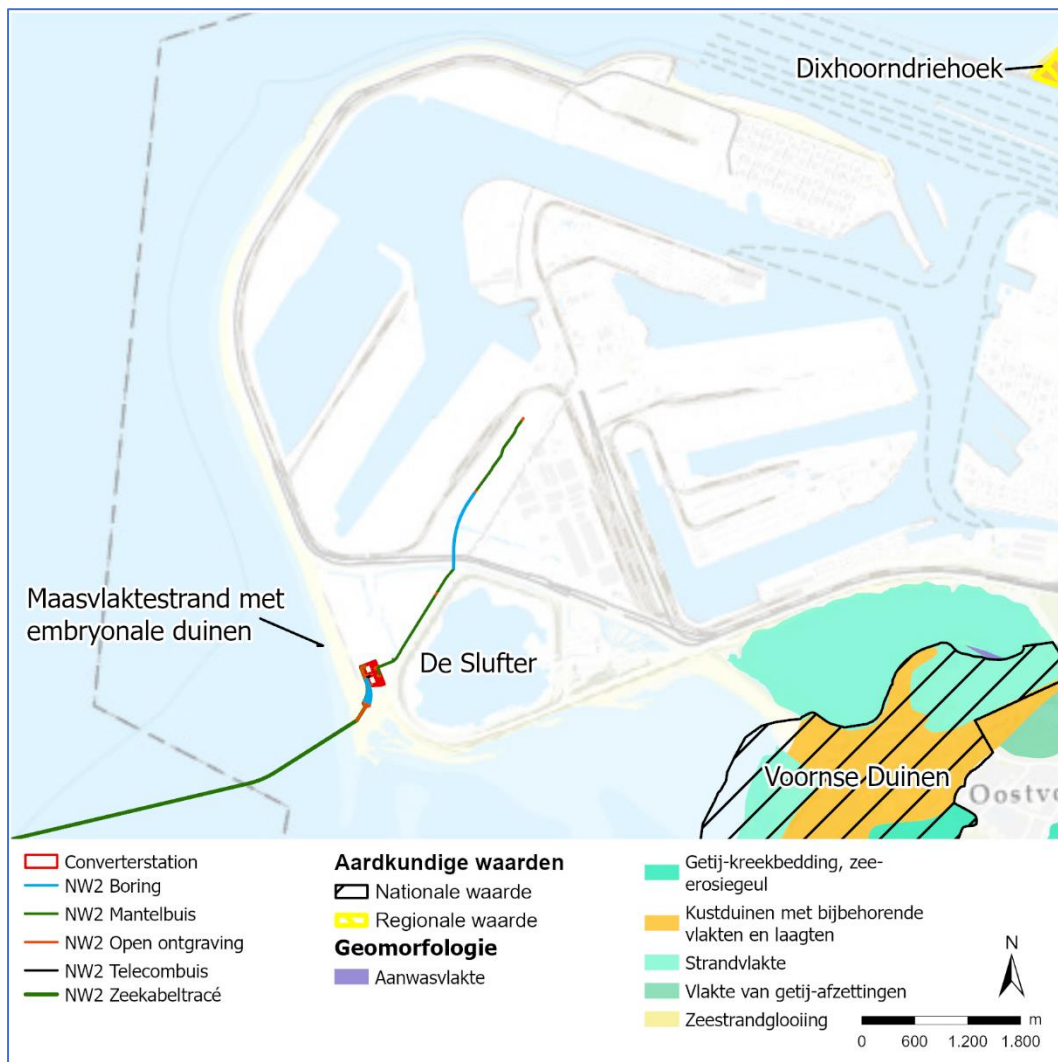 Dixhoorndriehoek
Maasvlaktestrand met
embryonale duinen
De Slufter
Voornse Duinen
Oostvo
Converterstation
NW2 Boring
NW2 Mantelbuis
NW2 Open ontgraving
NW2 Telecombuis
NW2 Zeekabeltracé
Aardkundige waarden
Nationale waarde
Regionale waarde
Geomorfologie
Aanwasvlakte
Getij-kreekbedding, zee-
erosiegeul
Kustduinen met bijbehorende
vlakten en laagten
Strandvlakte
Vlakte van getij-afzettingen
Zeestrandglooiing
N
m
0 600 1.200 1.800